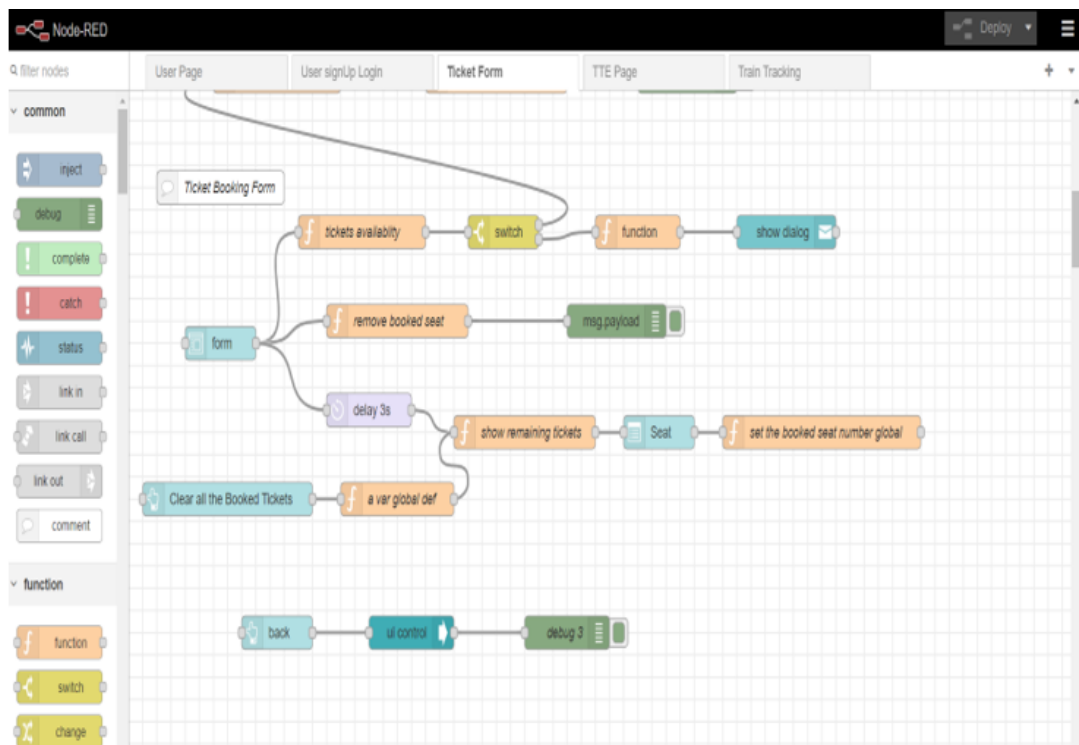 Node-RED
Deploy
filter nodes
User Page
User signUp Login
Ticket Form
TTE Page
Train Tracking
common
inject
debug
complete
catch
status
link in
link call
link out
comment
function
function
switch
change
Ticket Booking Form
tickets availablity
switch
function
show dialog
remove booked seat
msg.payload
form
delay 3s
show remaining tickets
Seat
set the booked seat number global
Clear all the Booked Tickets
a var global def
back
ui control
debug 3